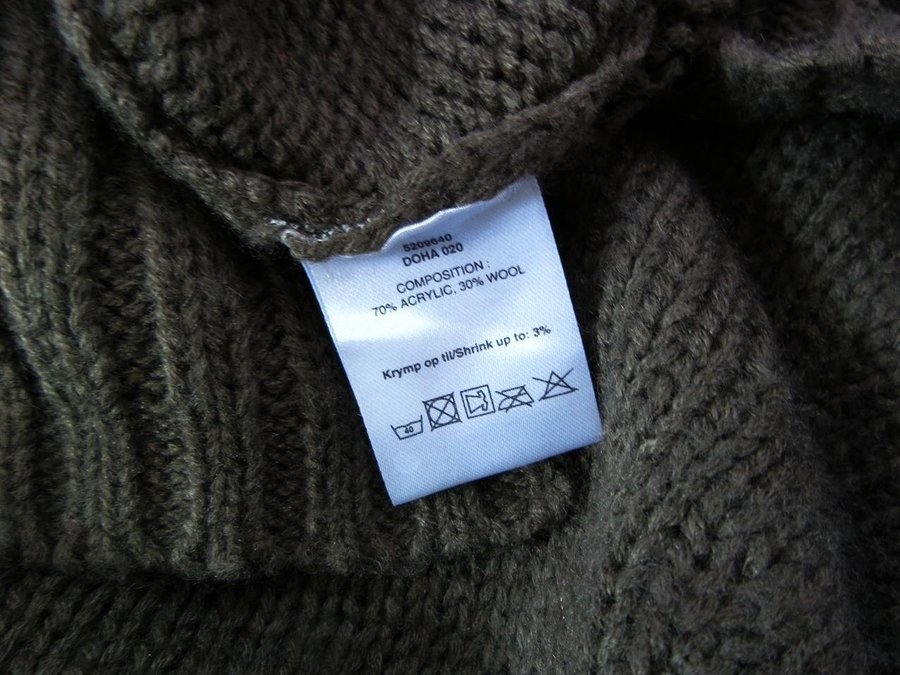 5209640
DOHA 020
COMPOSITION :
70% ACRYLIC, 30% WOOL
Krymp op til/Shrink up to: 3%
40